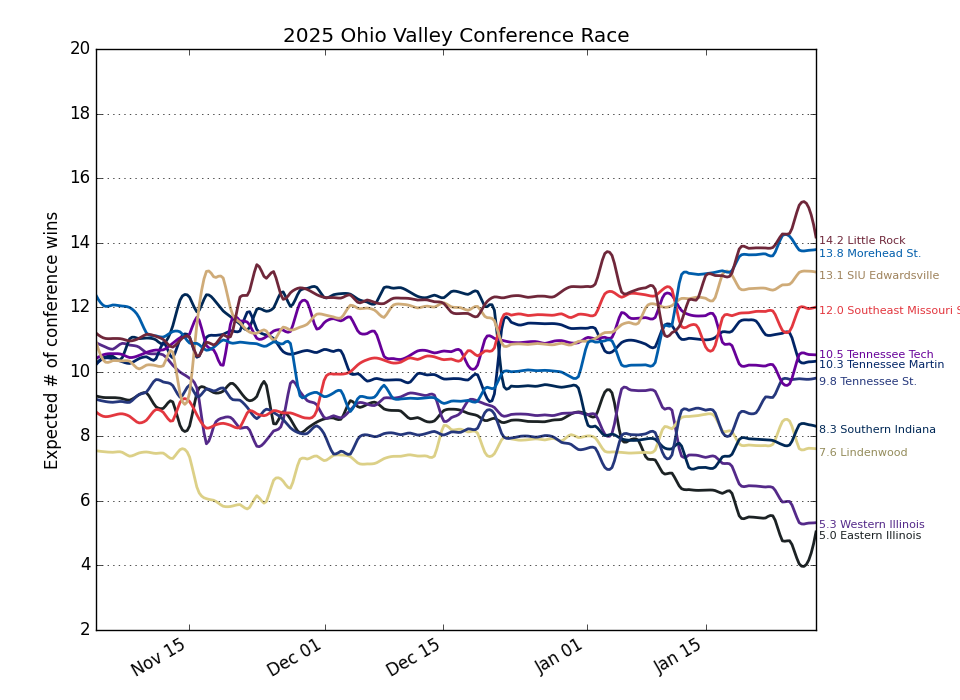 2025 Ohio Valley Conference Race
Expected # of conference wins
20
18
16
14
12
10
8
6
4
2
Nov 15
Dec 01
Dec 15
Jan 01
Jan 15
14.2 Little Rock
13.8 Morehead St.
13.1 SIU Edwardsville
12.0 Southeast Missouri S
10.5 Tennessee Tech
10.3 Tennessee Martin
9.8 Tennessee St.
8.3 Southern Indiana
7.6 Lindenwood
5.3 Western Illinois
5.0 Eastern Illinois